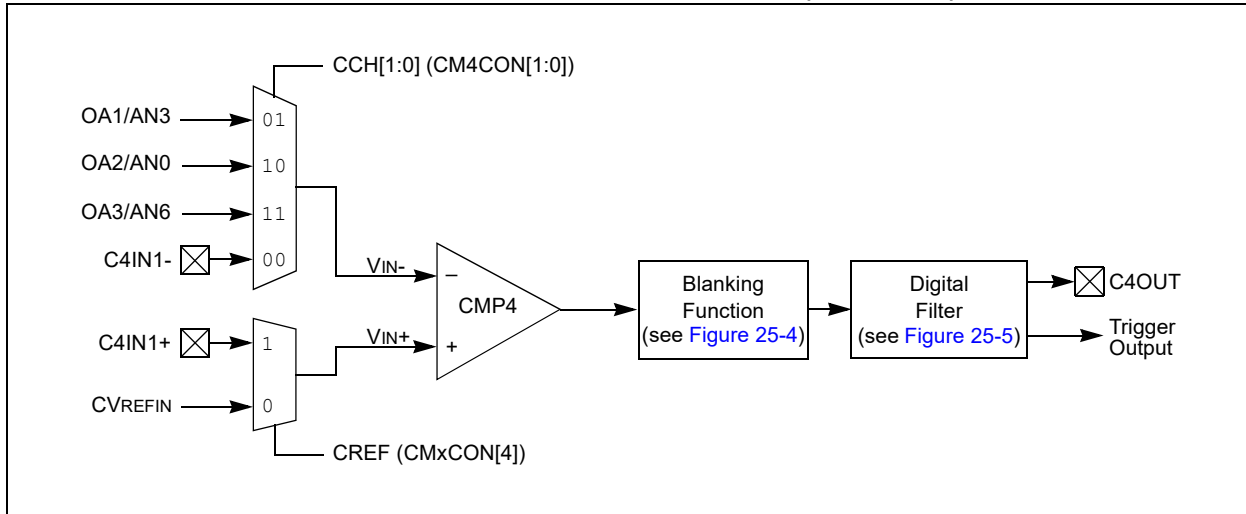 CCH[1:0] (CM4CON[1:0])
OA1/AN3
01
OA2/AN0
10
OA3/AN6
11
C4IN1-
00
VIN-
–
CMP4
Blanking
Function
(see Figure 25-4)
Digital
Filter
(see Figure 25-5)
C4OUT
Trigger
Output
C4IN1+
1
VIN+
+
CVREFIN
0
CREF (CMxCON[4])